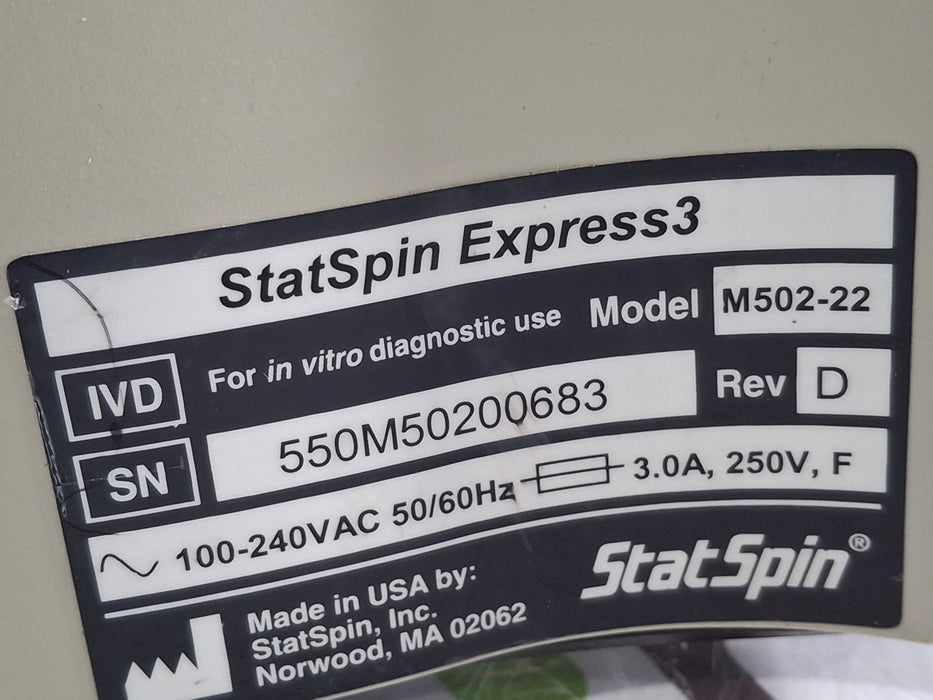 StatSpin Express3
IVD For in vitro diagnostic use Model M502-22
SN 550M50200683 Rev D
100-240VAC 50/60Hz 3.0A, 250V, F
Made in USA by:
StatSpin, Inc.
Norwood, MA 02062
StatSpin®